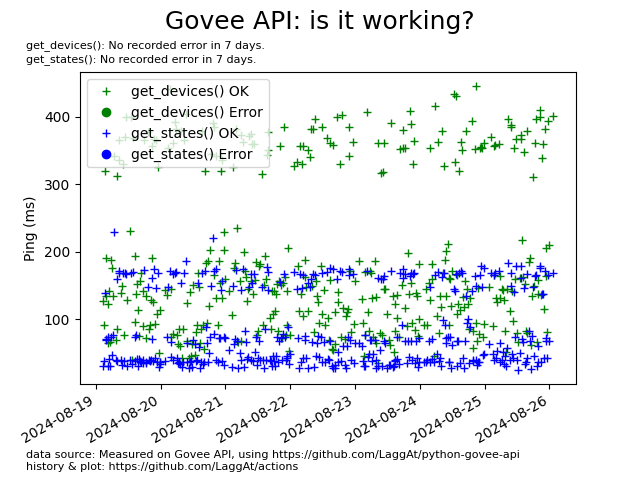 Govee API: is it working?
get_devices(): No recorded error in 7 days.
get_states(): No recorded error in 7 days.
get_devices() OK
get_devices() Error
get_states() OK
get_states() Error
Ping (ms)
400
300
200
100
2024-08-19
2024-08-20
2024-08-21
2024-08-22
2024-08-23
2024-08-24
2024-08-25
2024-08-26
data source: Measured on Govee API, using https://github.com/LaggAt/python-govee-api
history & plot: https://github.com/LaggAt/actions